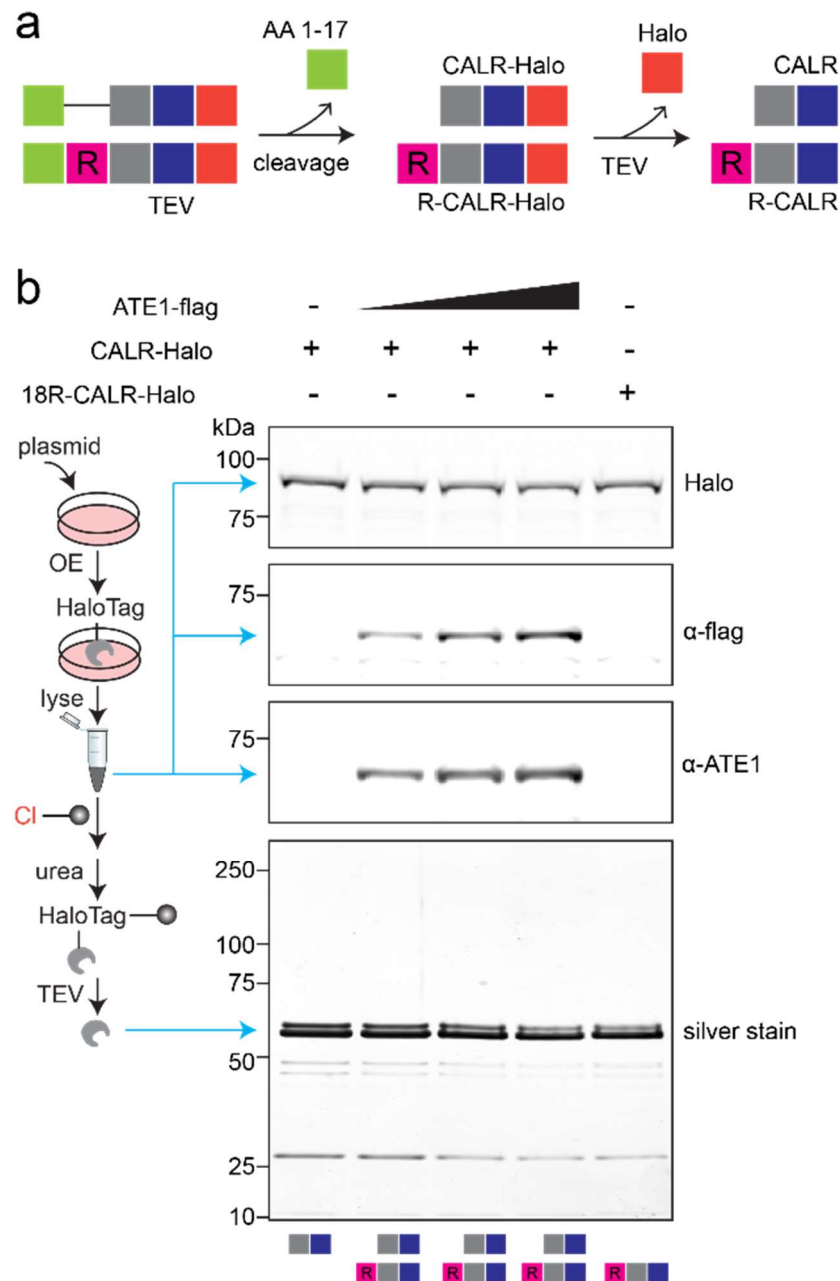 a
AA 1-17
Halo
CALR-Halo
CALR
R
cleavage
R
TEV
R
TEV
R-CALR-Halo
R-CALR
b
ATE1-flag - -
CALR-Halo + + + + -
18R-CALR-Halo - - - - +
kDa
plasmid
100
Halo
75
OE
HaloTag
75
α-flag
lyse
75
α-ATE1
Cl
urea
250
HaloTag
100
75
TEV
silver stain
50
25
10
R R R R